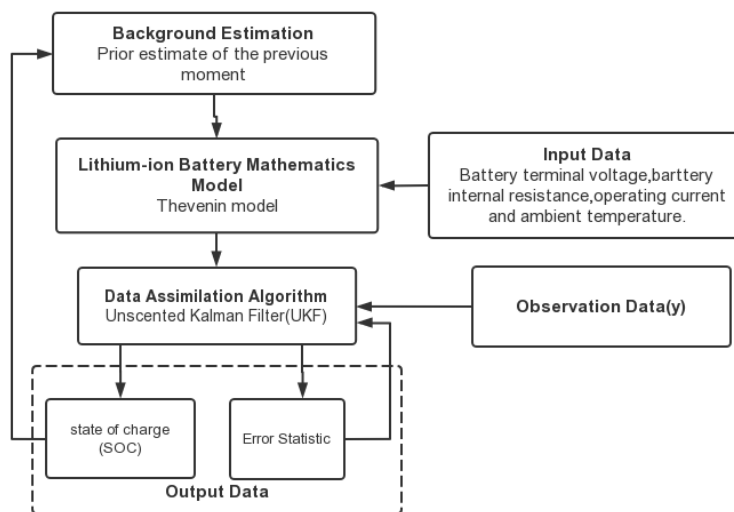 Background Estimation
Prior estimate of the previous
moment
Lithium-ion Battery Mathematics
Model
Thevenin model
Input Data
Battery terminal voltage,barttery
internal resistance,operating current
and ambient temperature.
Data Assimilation Algorithm
Unscented Kalman Filter(UKF)
Observation Data(y)
state of charge
(SOC)
Error Statistic
Output Data